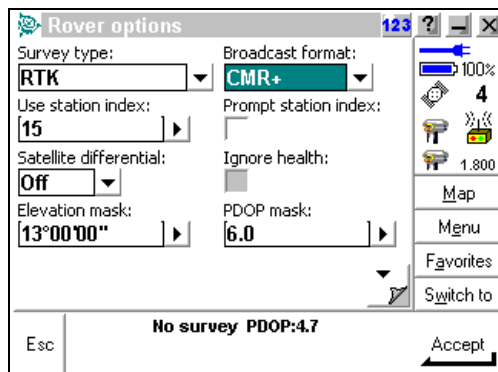 Rover options 123 ?
Survey type: Broadcast format:
RTK CMR+
100%
Use station index: Prompt station index:
4
15
Satellite differential: Ignore health:
Off
1.800
Elevation mask: PDOP mask:
13°00'00" 6.0
Map
Menu
Favorites
Switch to
No survey PDOP:4.7
Esc
Accept